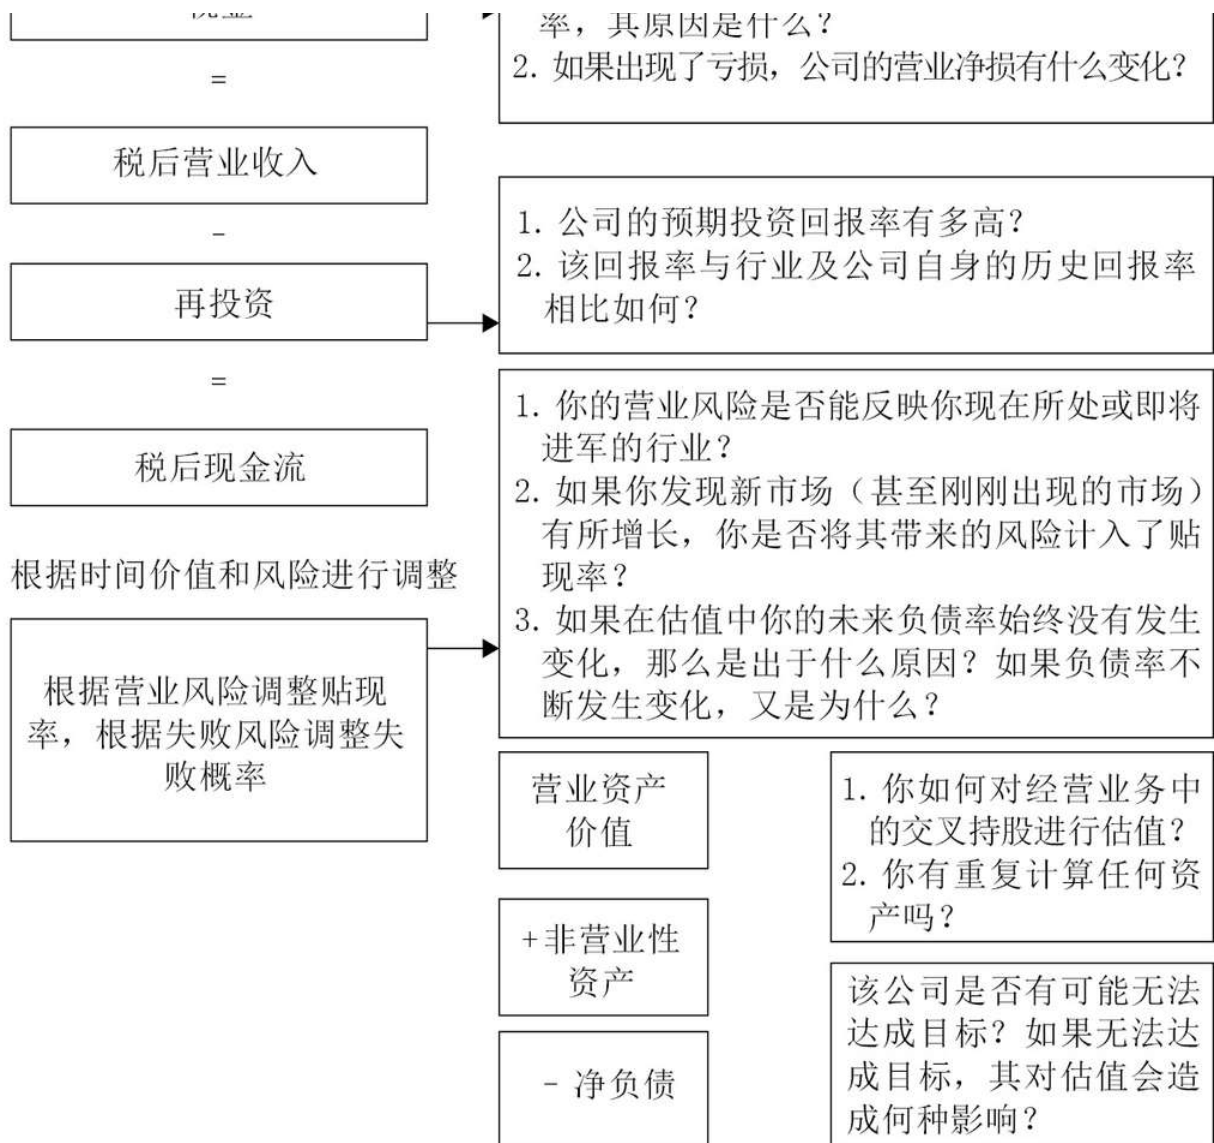 税金
率，其原因是什么？
2. 如果出现了亏损，公司的营业净损有什么变化？
=
税后营业收入
-
1. 公司的预期投资回报率有多高？
2. 该回报率与行业及公司自身的历史回报率
相比如何？
再投资
=
税后现金流
1. 你的营业风险是否能反映你现在所处或即将
进军的行业？
2. 如果你发现新市场（甚至刚刚出现的市场）
有所增长，你是否将其带来的风险计入了贴
现率？
3. 如果在估值中你的未来负债率始终没有发生
变化，那么是出于什么原因？如果负债率不
断发生变化，又是为什么？
根据时间价值和风险进行调整
根据营业风险调整贴现
率，根据失败风险调整失
败概率
营业资产
价值
1. 你如何对经营业务中
的交叉持股进行估值？
2. 你有重复计算任何资
产吗？
+非营业性
资产
- 净负债
该公司是否有可能无法
达成目标？如果无法达
成目标，其对估值会造
成何种影响？